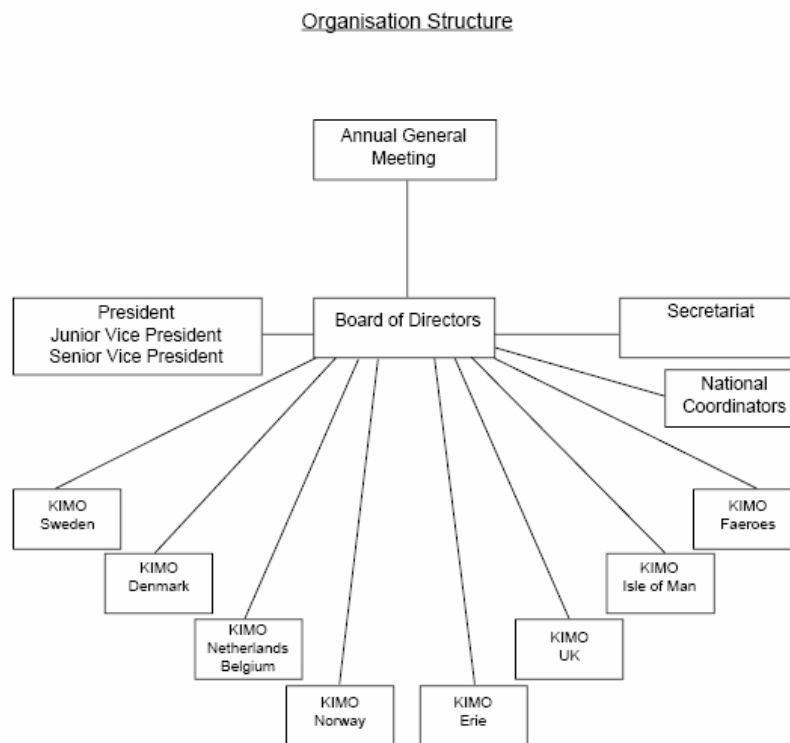 Organisation Structure
Annual General
Meeting
President
Junior Vice President
Senior Vice President
Board of Directors
Secretariat
National
Coordinators
KIMO
Sweden
KIMO
Faeroes
KIMO
Denmark
KIMO
Isle of Man
KIMO
Netherlands
Belgium
KIMO
UK
KIMO
Norway
KIMO
Erie